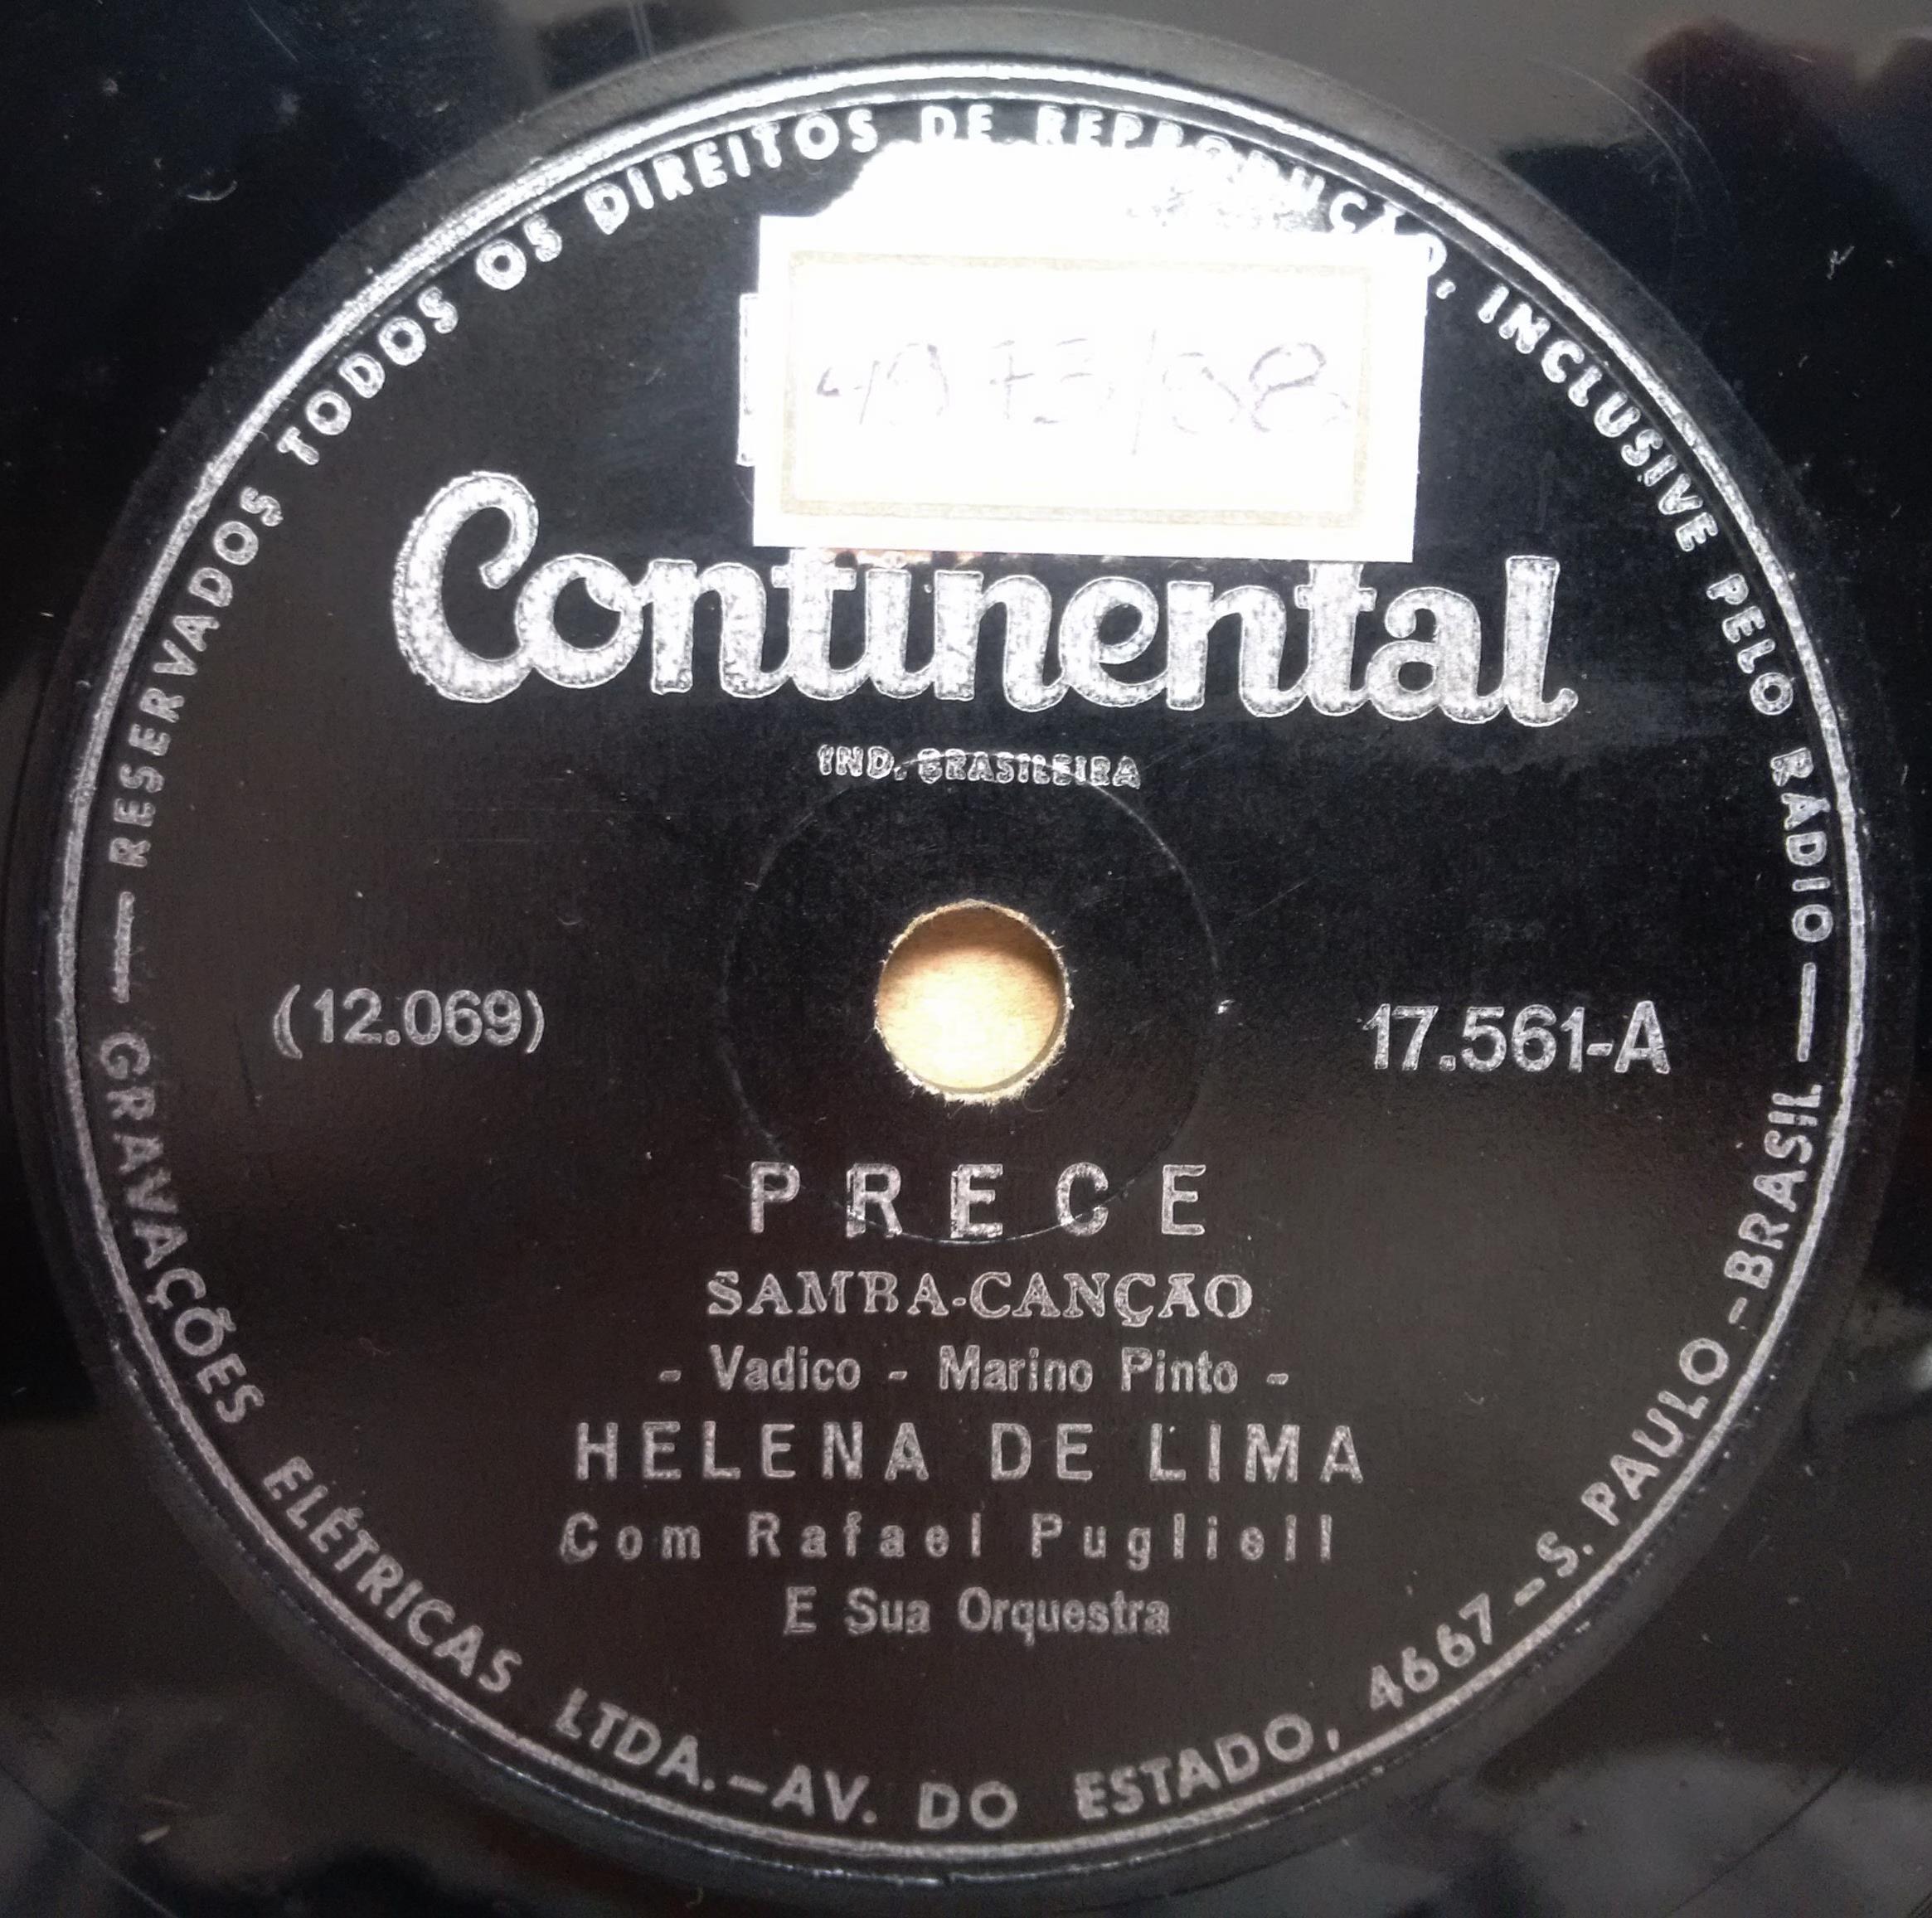 RESERVADOS TODOS OS DIREITOS DE REPRODUÇÃO, INCLUSIVE PELO RÁDIO
Continental
IND. BRASILEIRA
(12.069)
17.561-A
PRECE
SAMBA-CANÇÃO
- Vadico - Marino Pinto -
HELENA DE LIMA
Com Rafael Puglieli
E Sua Orquestra
GRAVAÇÕES ELÉTRICAS LTDA.-AV. DO ESTADO, 4667-S. PAULO-BRASIL